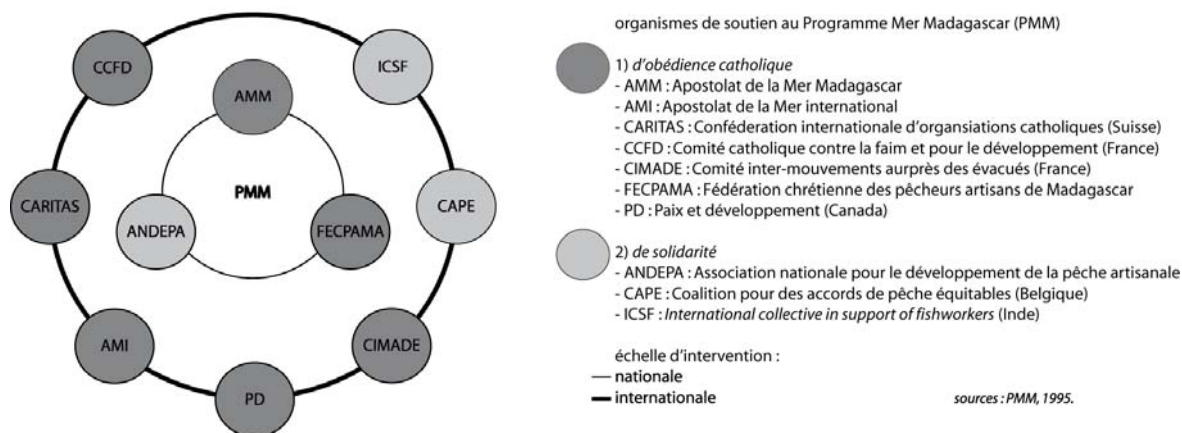 CCFD
ICSF
AMM
CARITAS
PMM
CAPE
ANDEPA
FECPAMA
AMI
CIMADE
PD
organismes de soutien au Programme Mer Madagascar (PMM)
1) d'obédience catholique
- AMM : Apostolat de la Mer Madagascar
- AMI : Apostolat de la Mer international
- CARITAS : Conféderation internationale d'organsiations catholiques (Suisse)
- CCFD : Comité catholique contre la faim et pour le développement (France)
- CIMADE : Comité inter-mouvements aurprès des évacués (France)
- FECPAMA : Fédération chrétienne des pêcheurs artisans de Madagascar
- PD : Paix et développement (Canada)
2) de solidarité
- ANDEPA : Association nationale pour le développement de la pêche artisanale
- CAPE : Coalition pour des accords de pêche équitables (Belgique)
- ICSF : International collective in support of fishworkers (Inde)
échelle d'intervention :
nationale
internationale
sources : PMM, 1995.